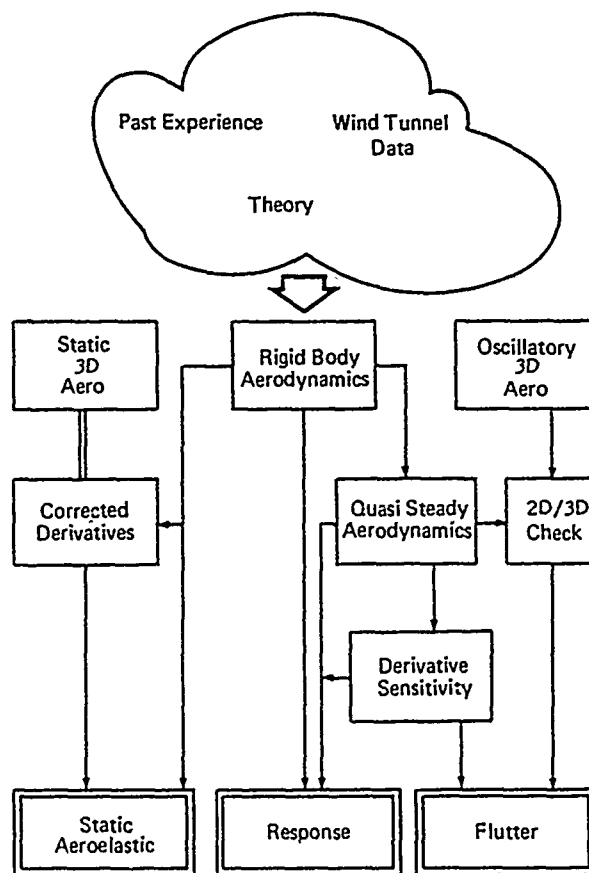 Past Experience
Wind Tunnel
Data
Theory
Static
3D
Aero
Rigid Body
Aerodynamics
Oscillatory
3D
Aero
Corrected
Derivatives
Quasi Steady
Aerodynamics
2D/3D
Check
Derivative
Sensitivity
Static
Aeroelastic
Response
Flutter